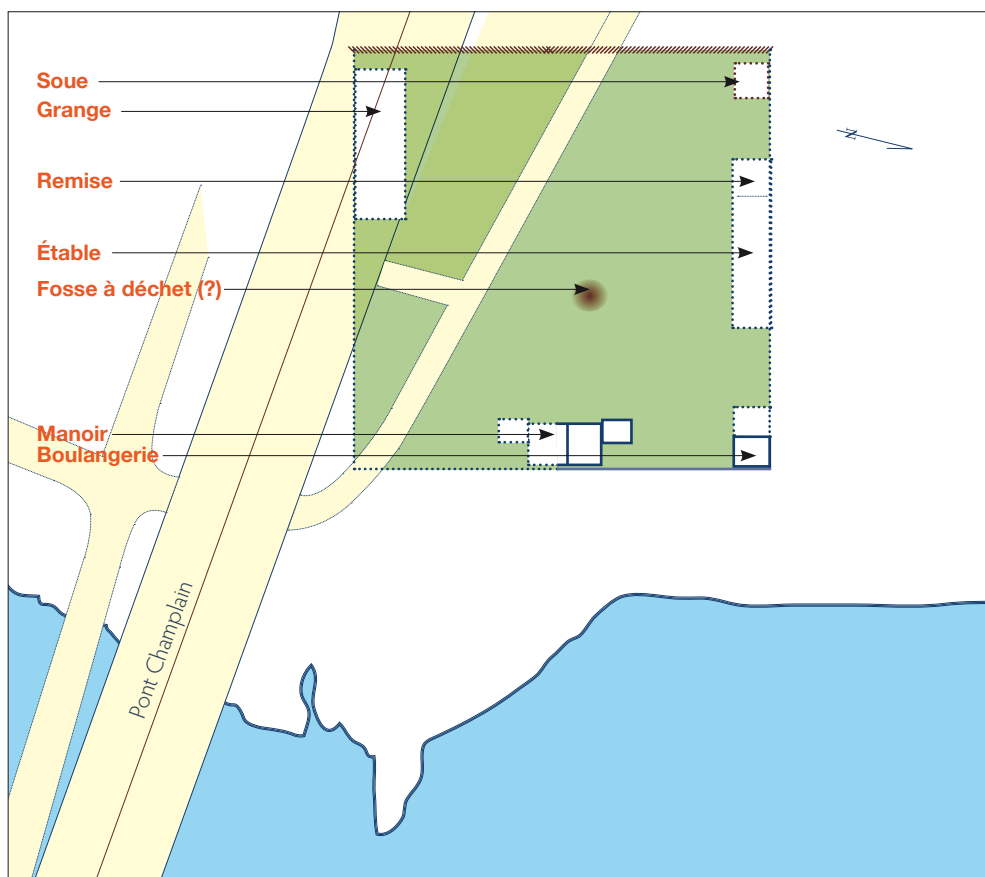 Soue
Grange
N
Remise
Étable
Fosse à déchet (?)
Manoir
Boulangerie
Pont Champlain